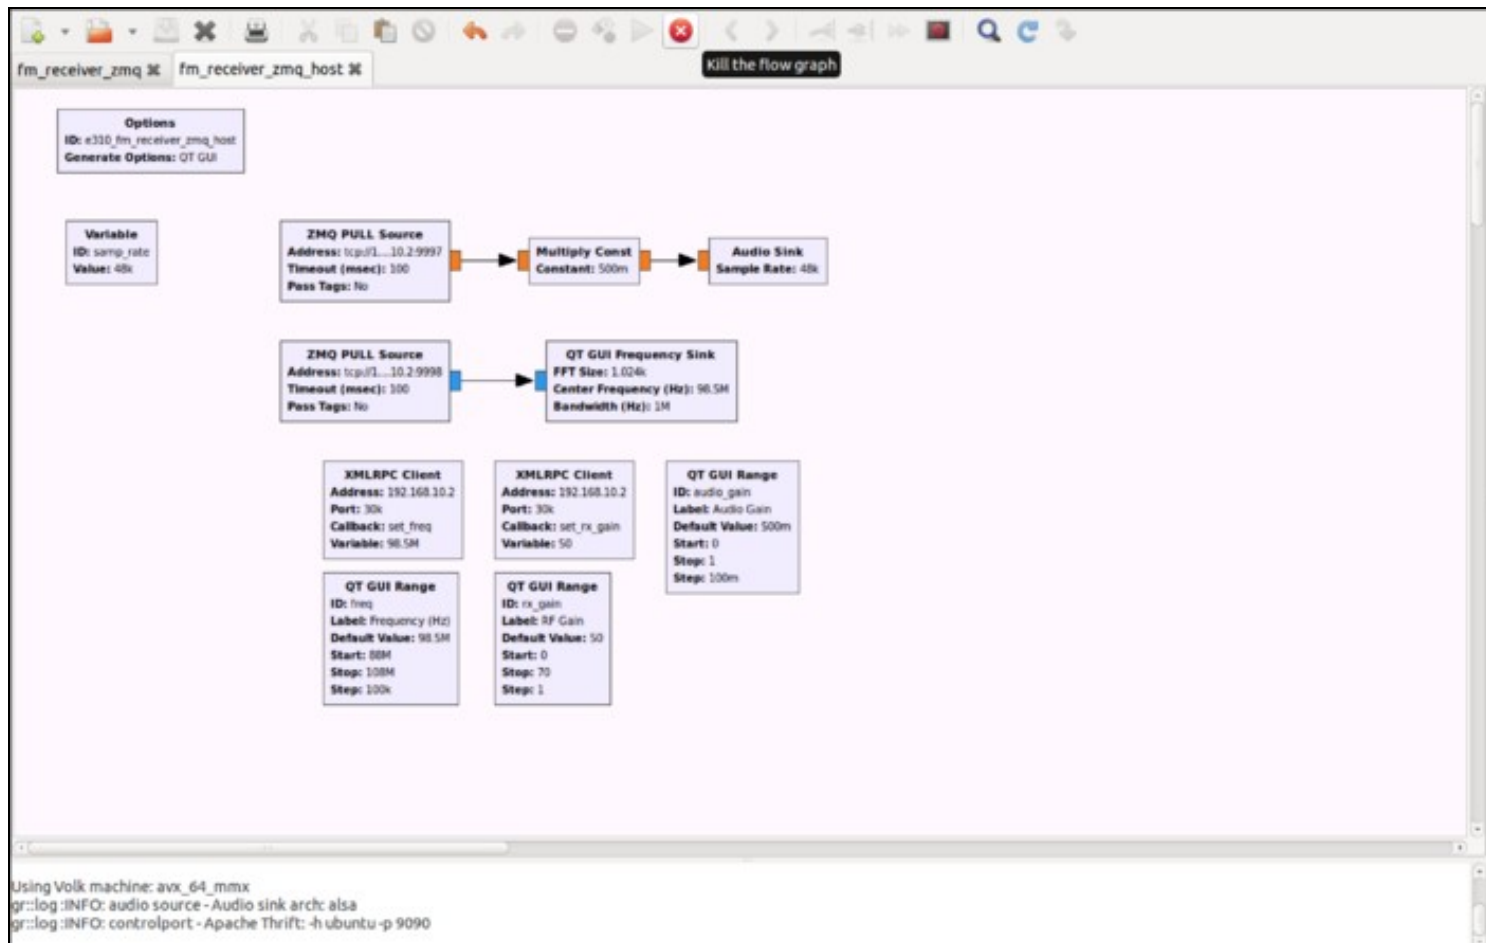 fm_receiver_zmq
fm_receiver_zmq_host
Kill the flow graph
Options
ID: e310_fm_receiver_zmq_host
Generate Options: QT GUI
Variable
ID: samp_rate
Value: 48k
ZMQ PULL Source
Address: tcp://1....10.2:9997
Timeout (msec): 100
Pass Tags: No
Multiply Const
Constant: 500m
Audio Sink
Sample Rate: 48k
ZMQ PULL Source
Address: tcp://1....10.2:9998
Timeout (msec): 100
Pass Tags: No
QT GUI Frequency Sink
FFT Size: 1.024k
Center Frequency (Hz): 98.5M
Bandwidth (Hz): 1M
XMLRPC Client
Address: 192.168.10.2
Port: 30k
Callback: set_freq
Variable: 98.5M
XMLRPC Client
Address: 192.168.10.2
Port: 30k
Callback: set_rx_gain
Variable: 50
QT GUI Range
ID: audio_gain
Label: Audio Gain
Default Value: 500m
Start: 0
Stop: 1
Step: 100m
QT GUI Range
ID: freq
Label: Frequency (Hz)
Default Value: 98.5M
Start: 88M
Stop: 108M
Step: 100k
QT GUI Range
ID: rx_gain
Label: RF Gain
Default Value: 50
Start: 0
Stop: 70
Step: 1
Using Volk machine: avx_64_mmx
gr::log :INFO: audio source - Audio sink arch: alsa
gr::log :INFO: controlport - Apache Thrift: -h ubuntu -p 9090